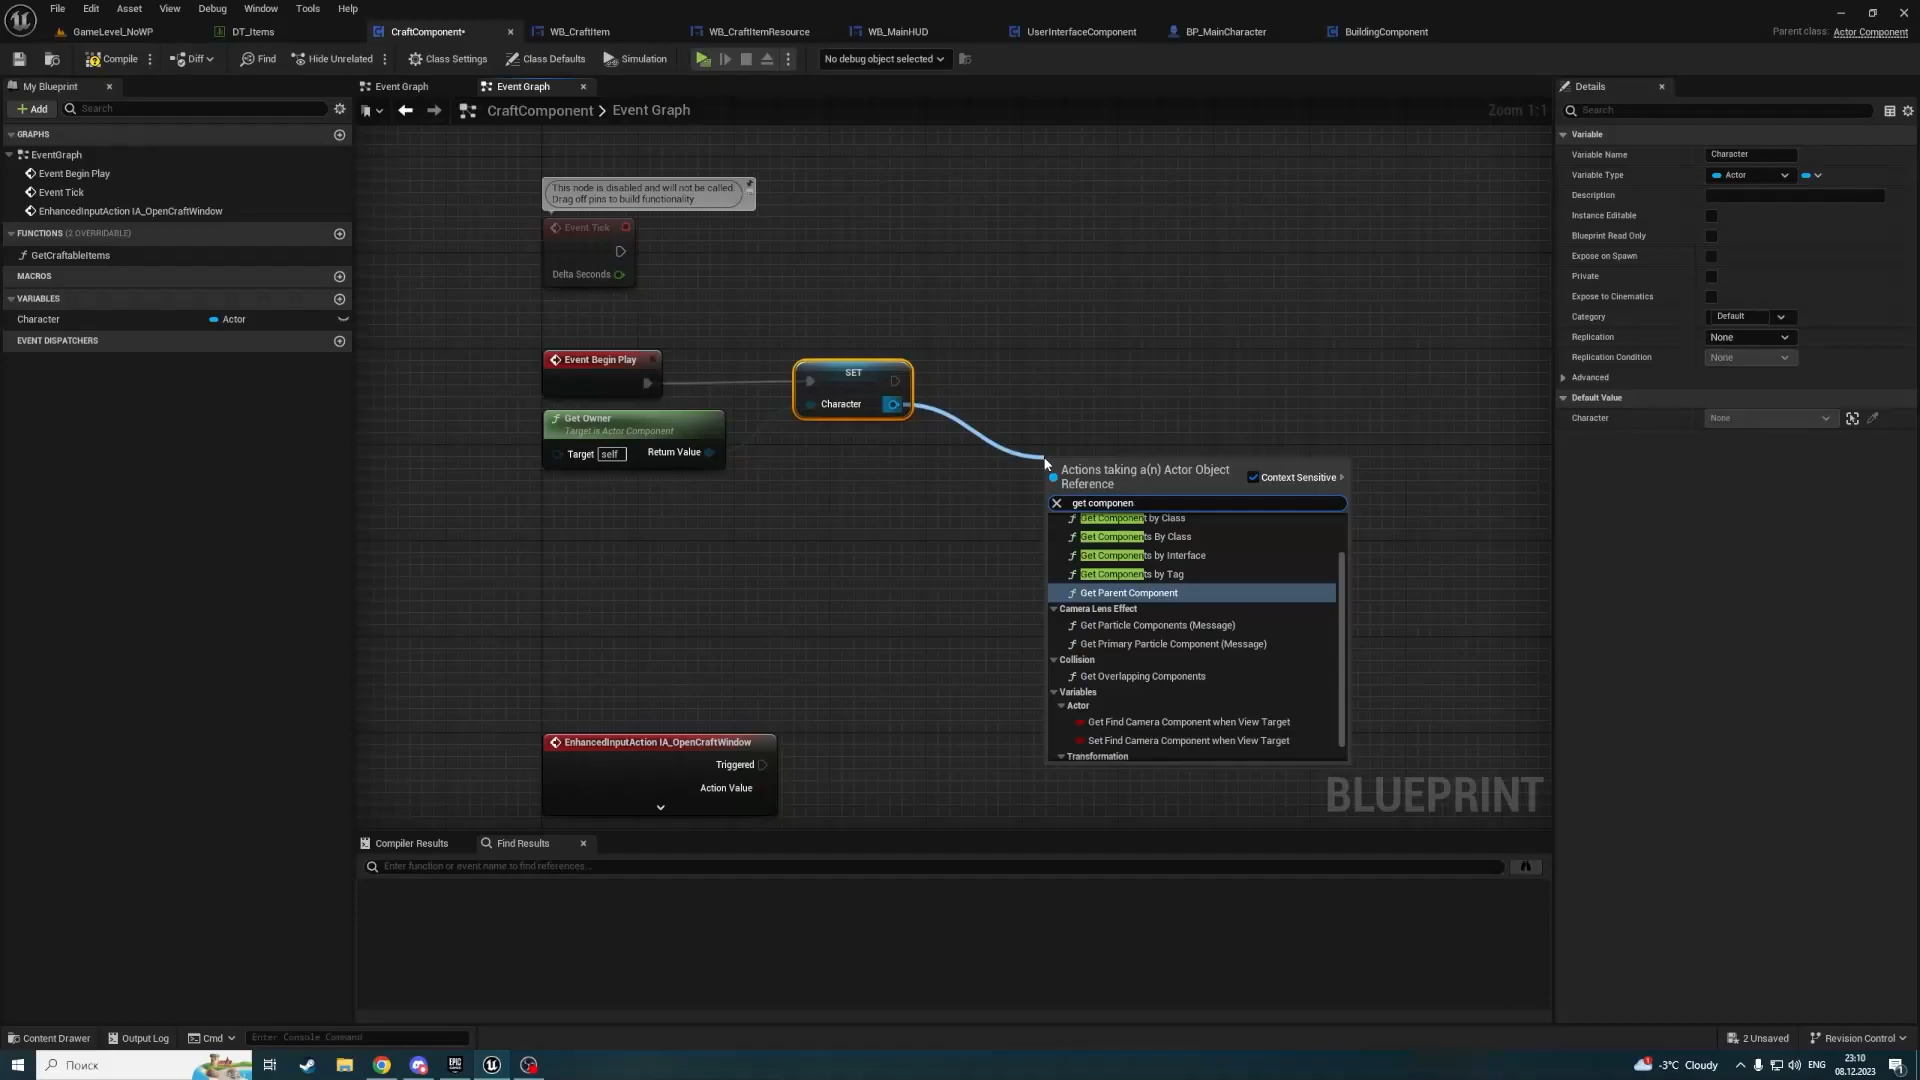 File Edit Asset View Debug Window Tools Help
GameLevel_NoWP DT_Items CraftComponent* WB_CraftItem WB_CraftItemResource WB_MainHUD UserInterfaceComponent BP_MainCharacter BuildingComponent Parent class: Actor Component
Compile Diff Find Hide Unrelated Class Settings Class Defaults Simulation No debug object selected
My Blueprint Event Graph Event Graph Details
Add Search CraftComponent > Event Graph Zoom 1:1 Search
GRAPHS
EventGraph
Event Begin Play
Event Tick
EnhancedInputAction IA_OpenCraftWindow
FUNCTIONS (2 OVERRIDABLE)
GetCraftableItems
MACROS
VARIABLES
Character Actor
EVENT DISPATCHERS
This node is disabled and will not be called.
Drag off pins to build functionality.
Event Tick
Delta Seconds
Event Begin Play
Get Owner
Target is Actor Component
Target self Return Value
SET
Character
Actions taking a(n) Actor Object
Reference
Context Sensitive
get componen
Get Component by Class
Get Components By Class
Get Components by Interface
Get Components by Tag
Get Parent Component
Camera Lens Effect
Get Particle Components (Message)
Get Primary Particle Component (Message)
Collision
Get Overlapping Components
Variables
Actor
Get Find Camera Component when View Target
Set Find Camera Component when View Target
Transformation
EnhancedInputAction IA_OpenCraftWindow
Triggered
Action Value
BLUEPRINT
Variable
Variable Name Character
Variable Type Actor
Description
Instance Editable
Blueprint Read Only
Expose on Spawn
Private
Expose to Cinematics
Category Default
Replication None
Replication Condition None
Advanced
Default Value
Character None
Compiler Results Find Results
Enter function or event name to find references...
Content Drawer Output Log Cmd Enter Console Command 2 Unsaved Revision Control
Поиск EPIC GAMES 1 -3°C Cloudy ENG 23:10
08.12.2023